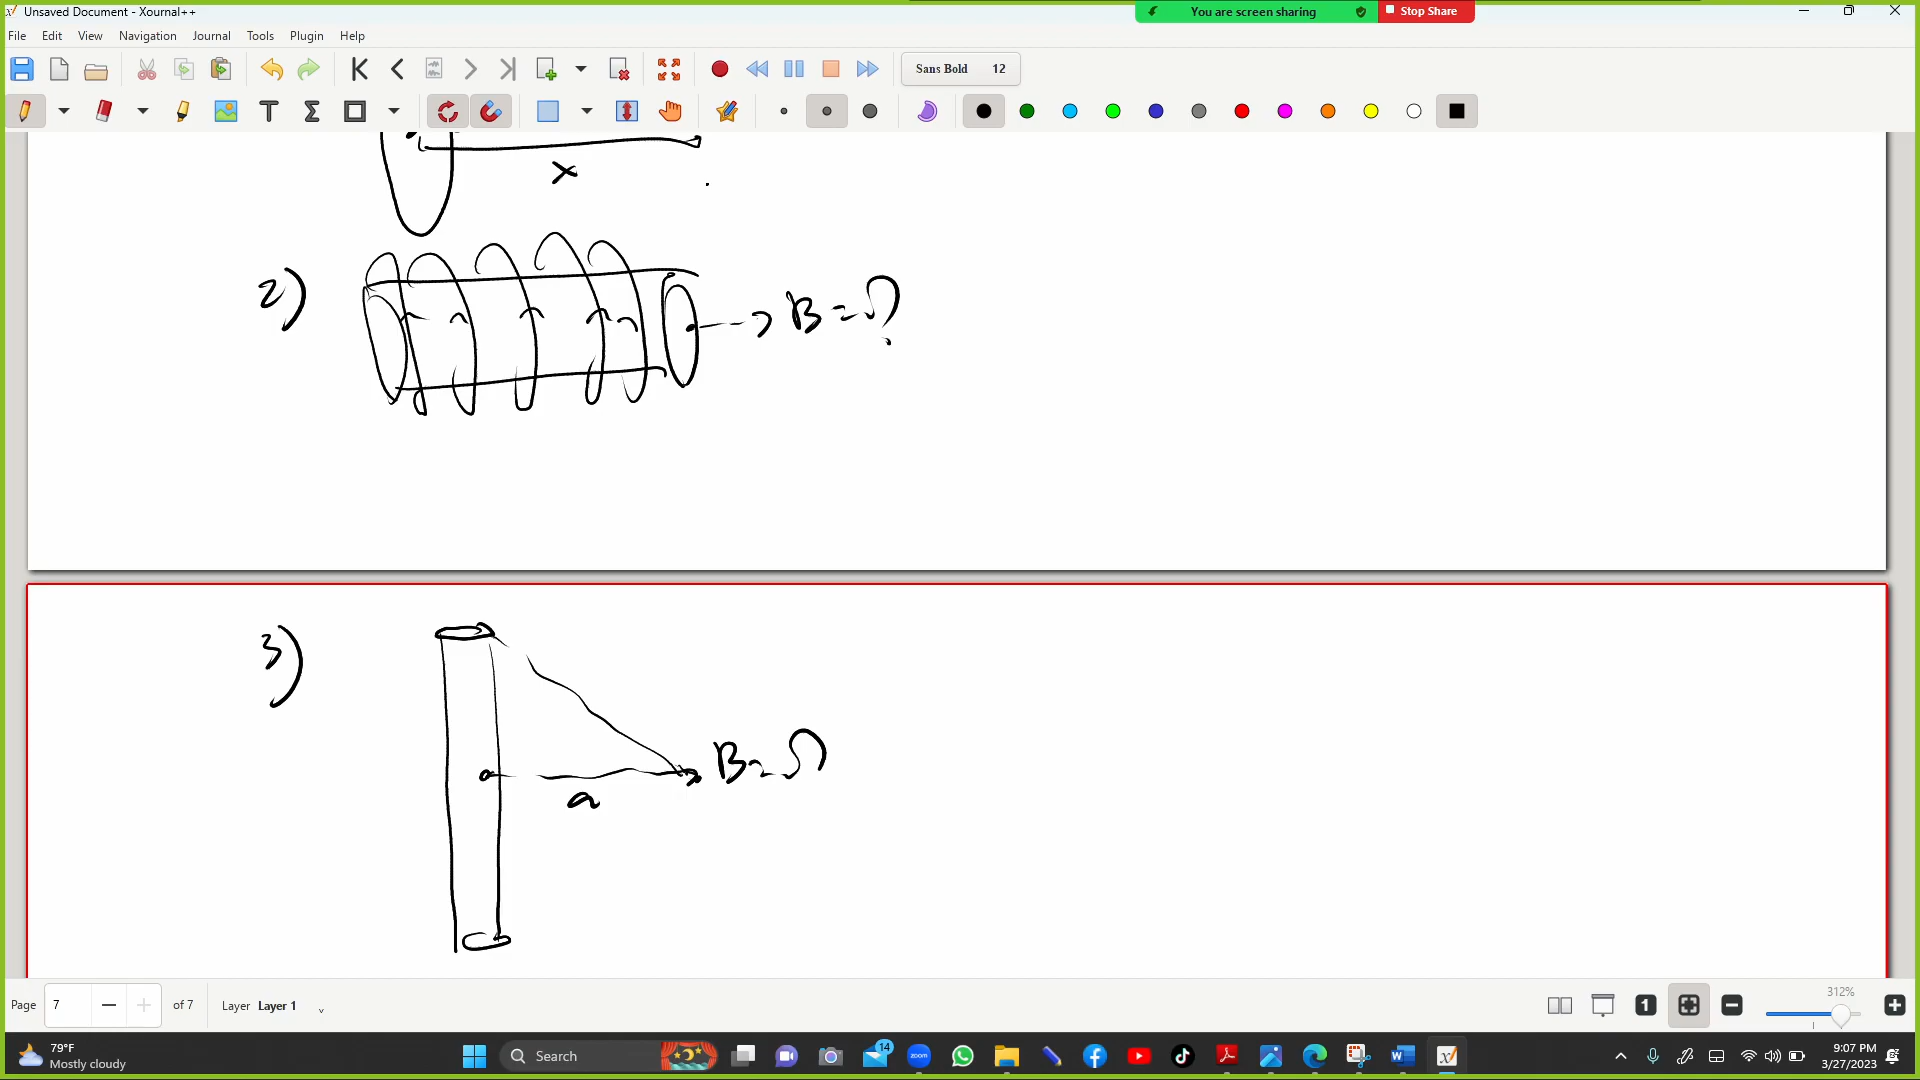 Unsaved Document - Xournal++
You are screen sharing
Stop Share
File Edit View Navigation Journal Tools Plugin Help
Sans Bold 12
x
2)
B = ?
3)
B = ?
a
Page 7 of 7 Layer Layer 1
312%
79°F
Mostly cloudy
Search
14
zoom
9:07 PM
3/27/2023